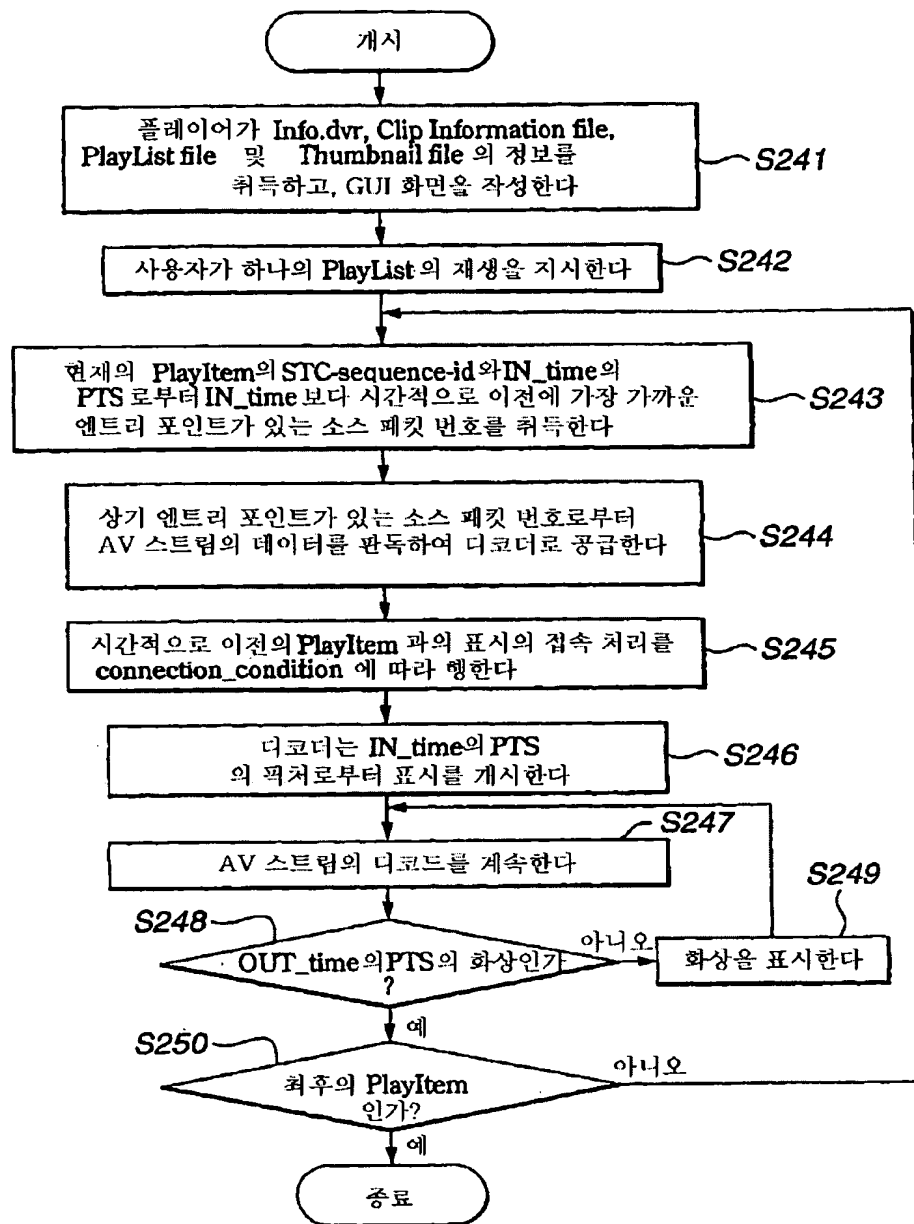 개시
플레이어가 Info.dvr, Clip Information file,
PlayList file 및 Thumbnail file 의 정보를
취득하고, GUI 화면을 작성한다
S241
사용자가 하나의 PlayList 의 재생을 지시한다
S242
현재의 PlayItem의 STC-sequence-id와 IN_time의
PTS 로부터 IN_time 보다 시간적으로 이전에 가장 가까운
엔트리 포인트가 있는 소스 패킷 번호를 취득한다
S243
상기 엔트리 포인트가 있는 소스 패킷 번호로부터
AV 스트림의 데이터를 판독하여 디코더로 공급한다
S244
시간적으로 이전의 PlayItem 과의 표시의 접속 처리를
connection_condition 에 따라 행한다
S245
디코더는 IN_time의 PTS
의 픽처로부터 표시를 개시한다
S246
S247
AV 스트림의 디코드를 계속한다
S249
S248
OUT_time의 PTS의 화상인가
?
아니오
화상을 표시한다
예
S250
최후의 PlayItem
인가?
아니오
예
종료